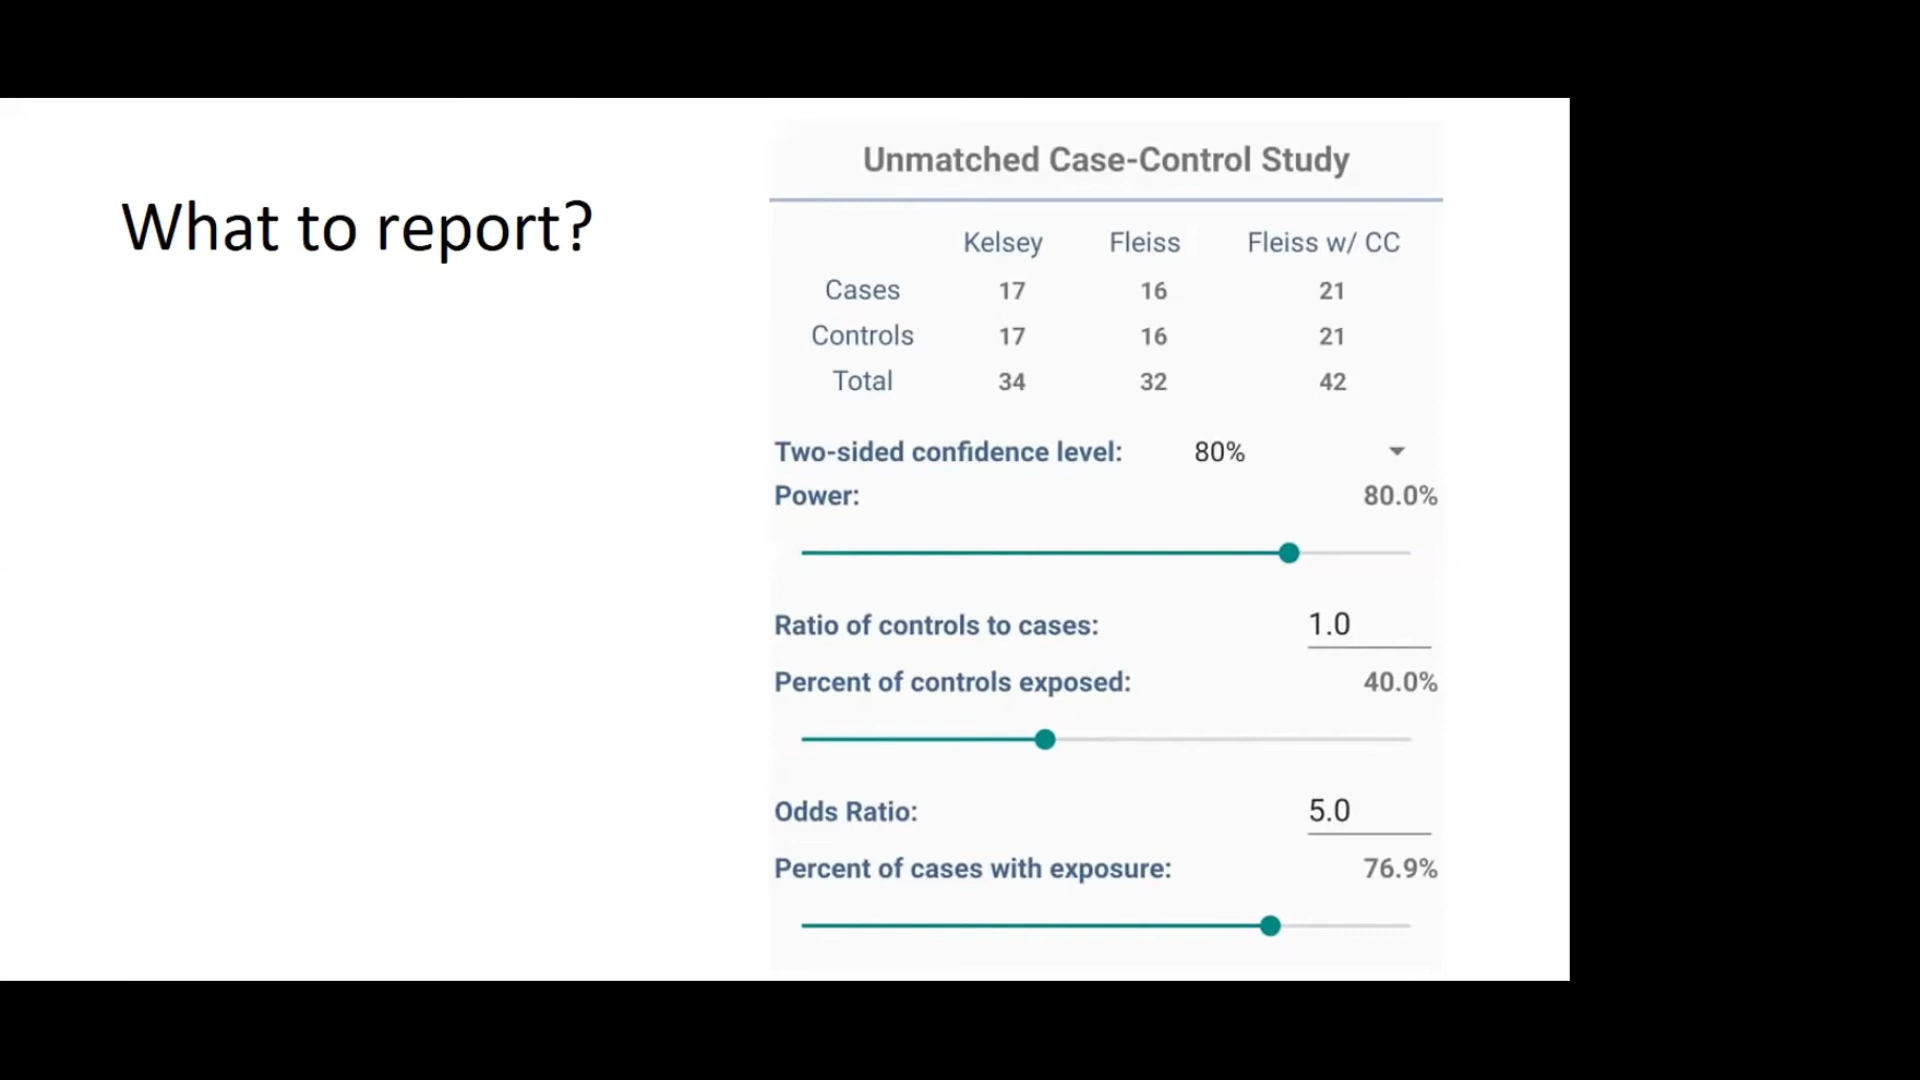 What to report?
Unmatched Case-Control Study
Kelsey Fleiss Fleiss w/ CC
Cases 17 16 21
Controls 17 16 21
Total 34 32 42
Two-sided confidence level: 80%
Power: 80.0%
Ratio of controls to cases: 1.0
Percent of controls exposed: 40.0%
Odds Ratio: 5.0
Percent of cases with exposure: 76.9%